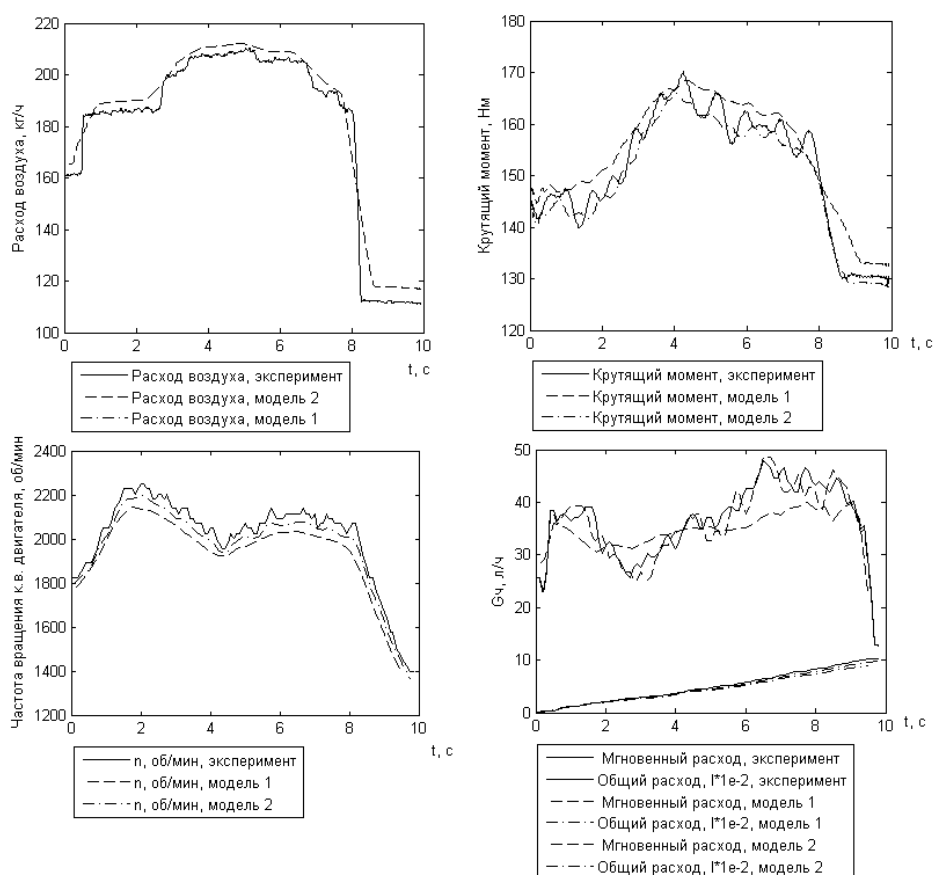 Расход воздуха, кг/ч
220
200
180
160
140
120
100
0 2 4 6 8 10
t, с
Расход воздуха, эксперимент
Расход воздуха, модель 2
Расход воздуха, модель 1
Крутящий момент, Нм
180
170
160
150
140
130
120
0 2 4 6 8 10
t, с
Крутящий момент, эксперимент
Крутящий момент, модель 1
Крутящий момент, модель 2
Частота вращения к.в. двигателя, об/мин
2400
2200
2000
1800
1600
1400
1200
0 2 4 6 8 10
t, с
n, об/мин, эксперимент
n, об/мин, модель 1
n, об/мин, модель 2
Gч, л/ч
50
40
30
20
10
0
0 2 4 6 8 10
t, с
Мгновенный расход, эксперимент
Общий расход, l*1e-2, эксперимент
Мгновенный расход, модель 1
Общий расход, l*1e-2, модель 1
Мгновенный расход, модель 2
Общий расход, l*1e-2, модель 2